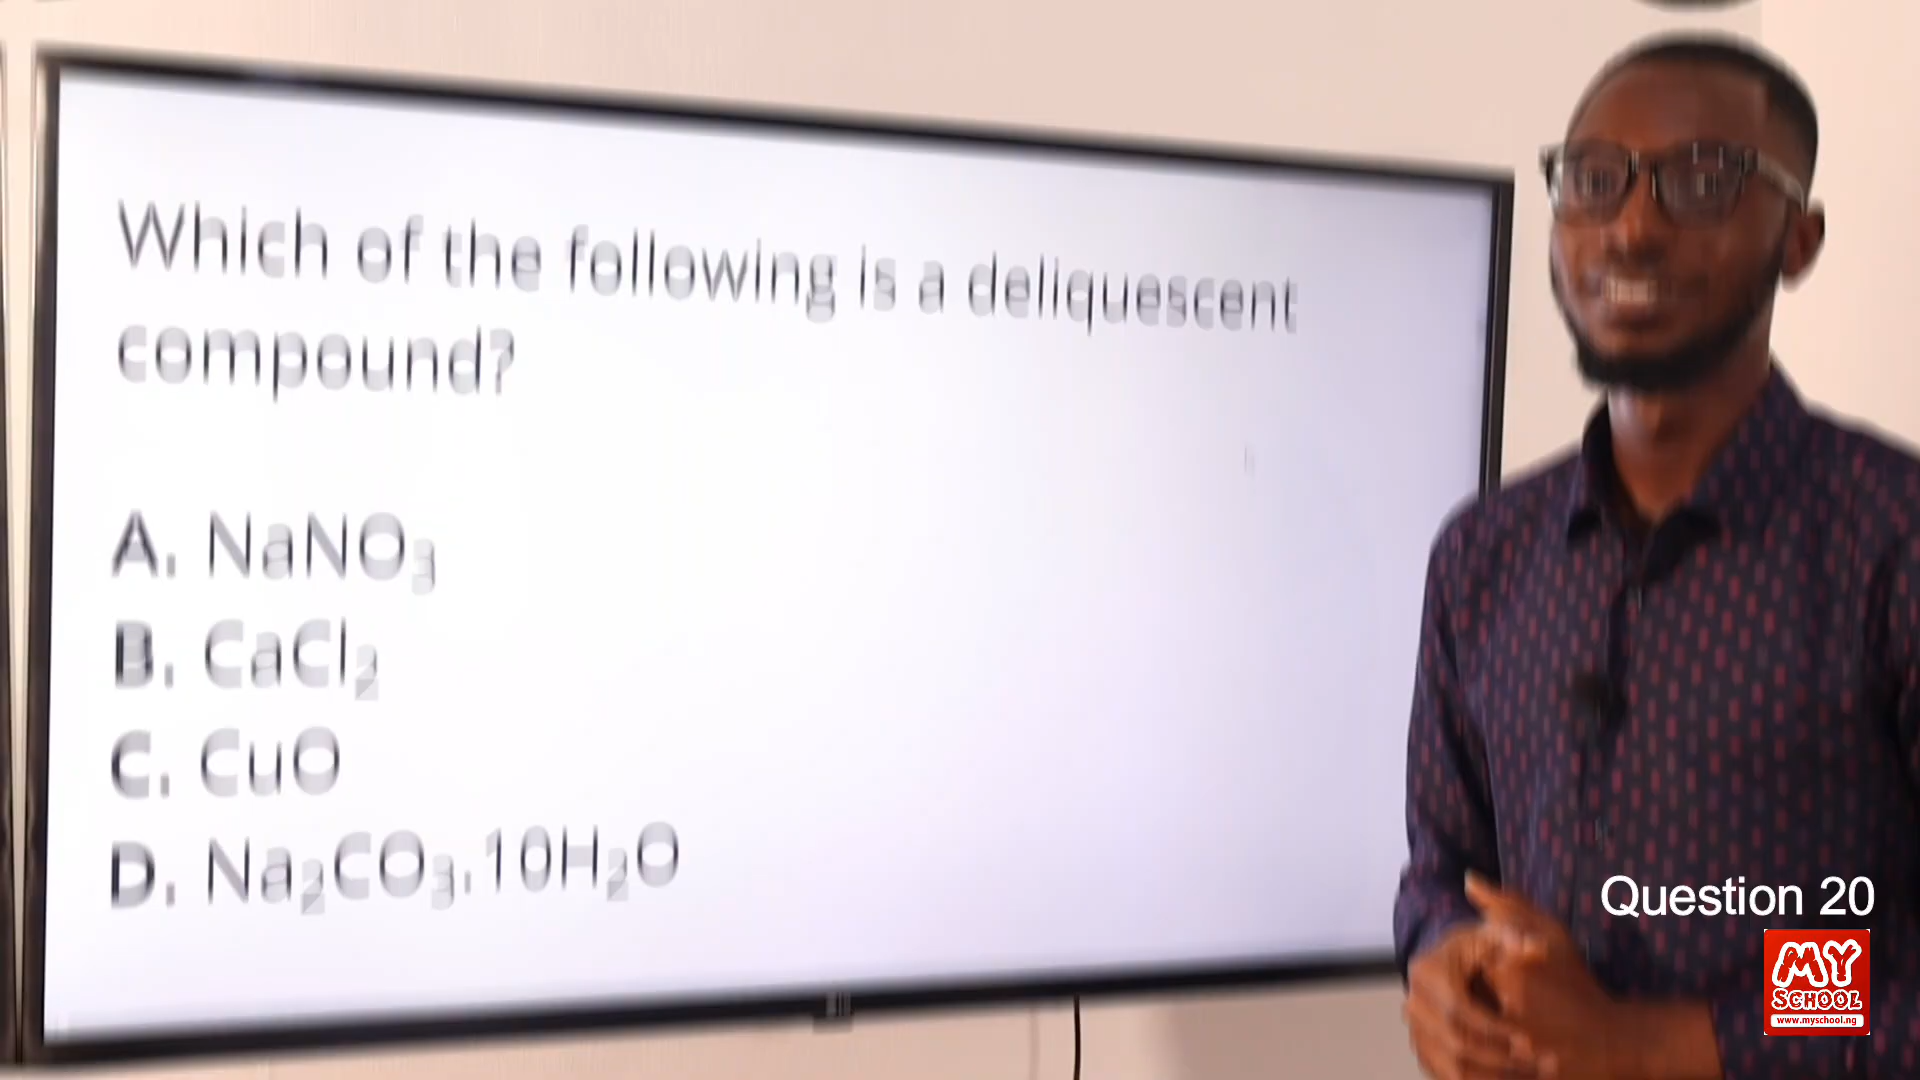 Which of the following is a deliquescent
compound?
A. NaNO₃
B. CaCl₂
C. CuO
D. Na₂CO₃.10H₂O
Question 20
MY
SCHOOL
www.myschool.ng